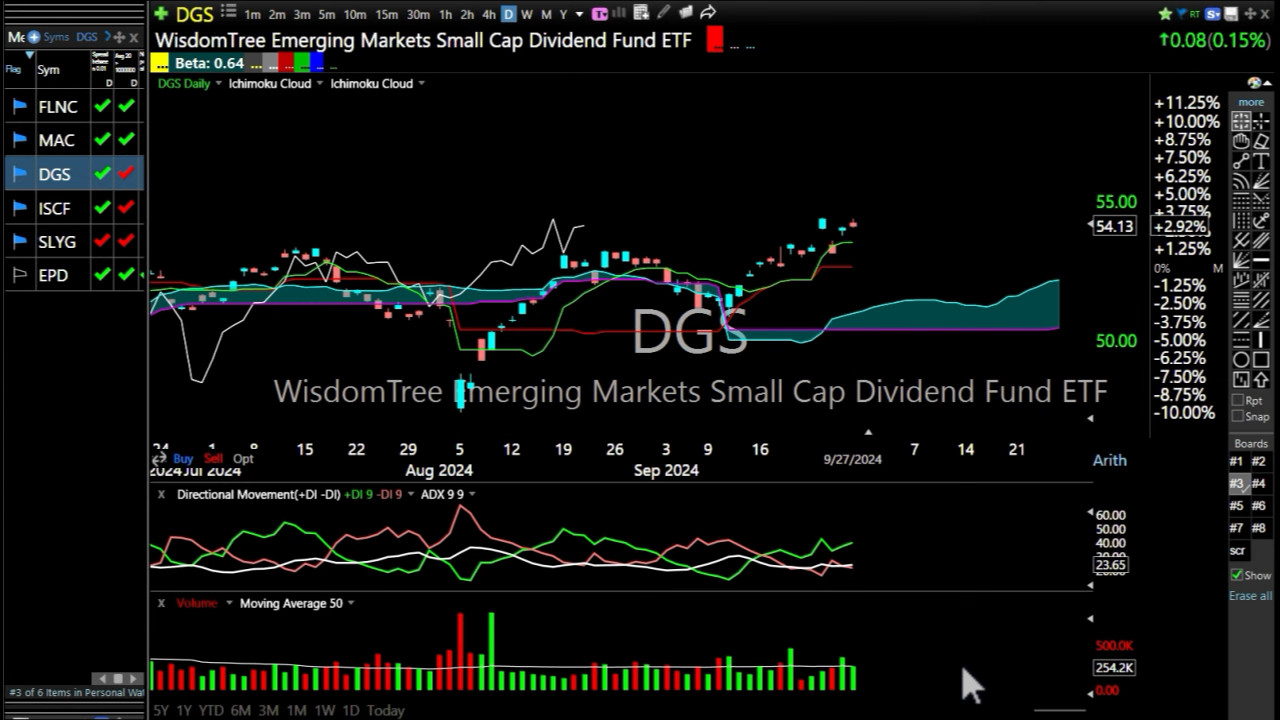 DGS 1m 2m 3m 5m 10m 15m 30m 1h 2h 4h D W M Y T RT S
WisdomTree Emerging Markets Small Cap Dividend Fund ETF
0.08(0.15%)
Me Syms DGS
Beta: 0.64
Flag Sym
D D
DGS Daily Ichimoku Cloud Ichimoku Cloud
FLNC
MAC
DGS
ISCF
SLYG
EPD
more
+11.25%
+10.00%
+8.75%
+7.50%
+6.25%
+5.00%
+3.75%
+2.92%
+1.25%
0% M
-1.25%
-2.50%
-3.75%
-5.00%
-6.25%
-7.50%
-8.75%
-10.00%
55.00
54.13
50.00
DGS
WisdomTree Emerging Markets Small Cap Dividend Fund ETF
Rpt
Snap
24 1 8 15 22 29 5 12 19 26 3 9 16 9/27/2024 7 14 21
Buy Sell Opt
Jul 2024 Aug 2024 Sep 2024
Arith
Boards
#1 #2
#3 #4
#5 #6
#7 #8
scr
Show
Erase all
X Directional Movement(+DI -DI) +DI 9 -DI 9 ADX 9 9
60.00
50.00
40.00
23.65
X Volume Moving Average 50
500.0K
254.2K
0.00
#3 of 6 Items in Personal Wat
5Y 1Y YTD 6M 3M 1M 1W 1D Today